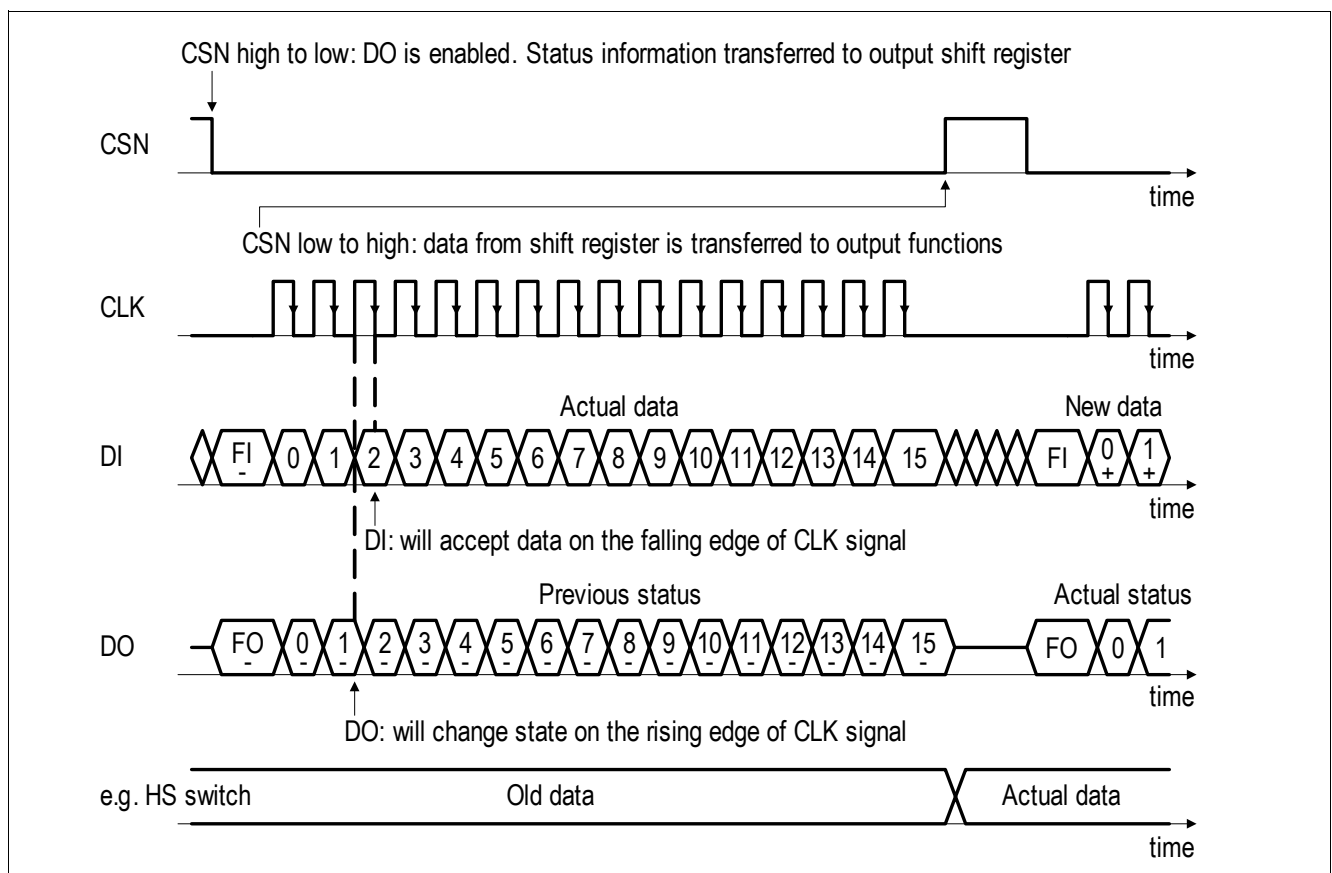 CSN high to low: DO is enabled. Status information transferred to output shift register
CSN
time
CSN low to high: data from shift register is transferred to output functions
CLK
time
Actual data New data
DI FI - 0 1 2 3 4 5 6 7 8 9 10 11 12 13 14 15 FI 0 + 1 +
time
DI: will accept data on the falling edge of CLK signal
Previous status Actual status
DO FO - 0 - 1 - 2 - 3 - 4 - 5 - 6 - 7 - 8 - 9 - 10 - 11 - 12 - 13 - 14 - 15 - FO 0 1
time
DO: will change state on the rising edge of CLK signal
e.g. HS switch Old data Actual data
time